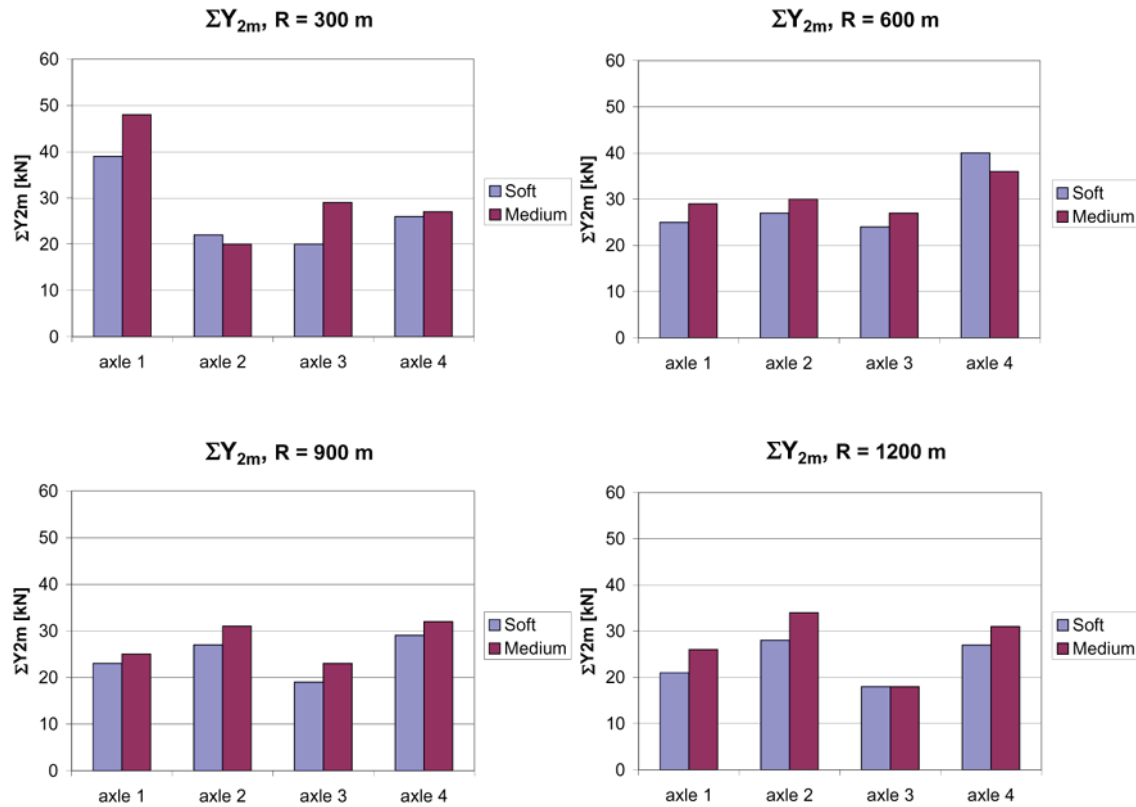 ΣY2m, R = 300 m
60
50
40
30
20
10
0
ΣY2m [kN]
axle 1 axle 2 axle 3 axle 4
Soft
Medium
ΣY2m, R = 600 m
60
50
40
30
20
10
0
ΣY2m [kN]
axle 1 axle 2 axle 3 axle 4
Soft
Medium
ΣY2m, R = 900 m
60
50
40
30
20
10
0
ΣY2m [kN]
axle 1 axle 2 axle 3 axle 4
Soft
Medium
ΣY2m, R = 1200 m
60
50
40
30
20
10
0
ΣY2m [kN]
axle 1 axle 2 axle 3 axle 4
Soft
Medium